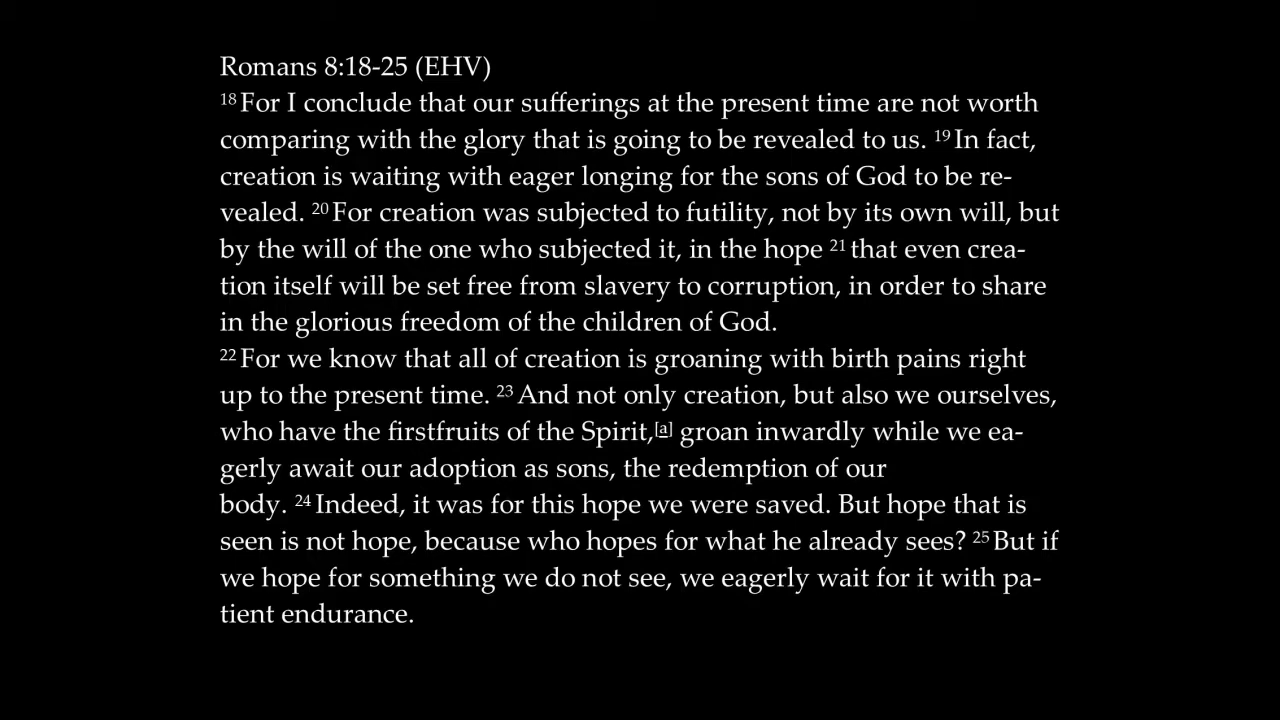 Romans 8:18-25 (EHV)
18 For I conclude that our sufferings at the present time are not worth
comparing with the glory that is going to be revealed to us. 19 In fact,
creation is waiting with eager longing for the sons of God to be re-
vealed. 20 For creation was subjected to futility, not by its own will, but
by the will of the one who subjected it, in the hope 21 that even crea-
tion itself will be set free from slavery to corruption, in order to share
in the glorious freedom of the children of God.
22 For we know that all of creation is groaning with birth pains right
up to the present time. 23 And not only creation, but also we ourselves,
who have the firstfruits of the Spirit,[a] groan inwardly while we ea-
gerly await our adoption as sons, the redemption of our
body. 24 Indeed, it was for this hope we were saved. But hope that is
seen is not hope, because who hopes for what he already sees? 25 But if
we hope for something we do not see, we eagerly wait for it with pa-
tient endurance.